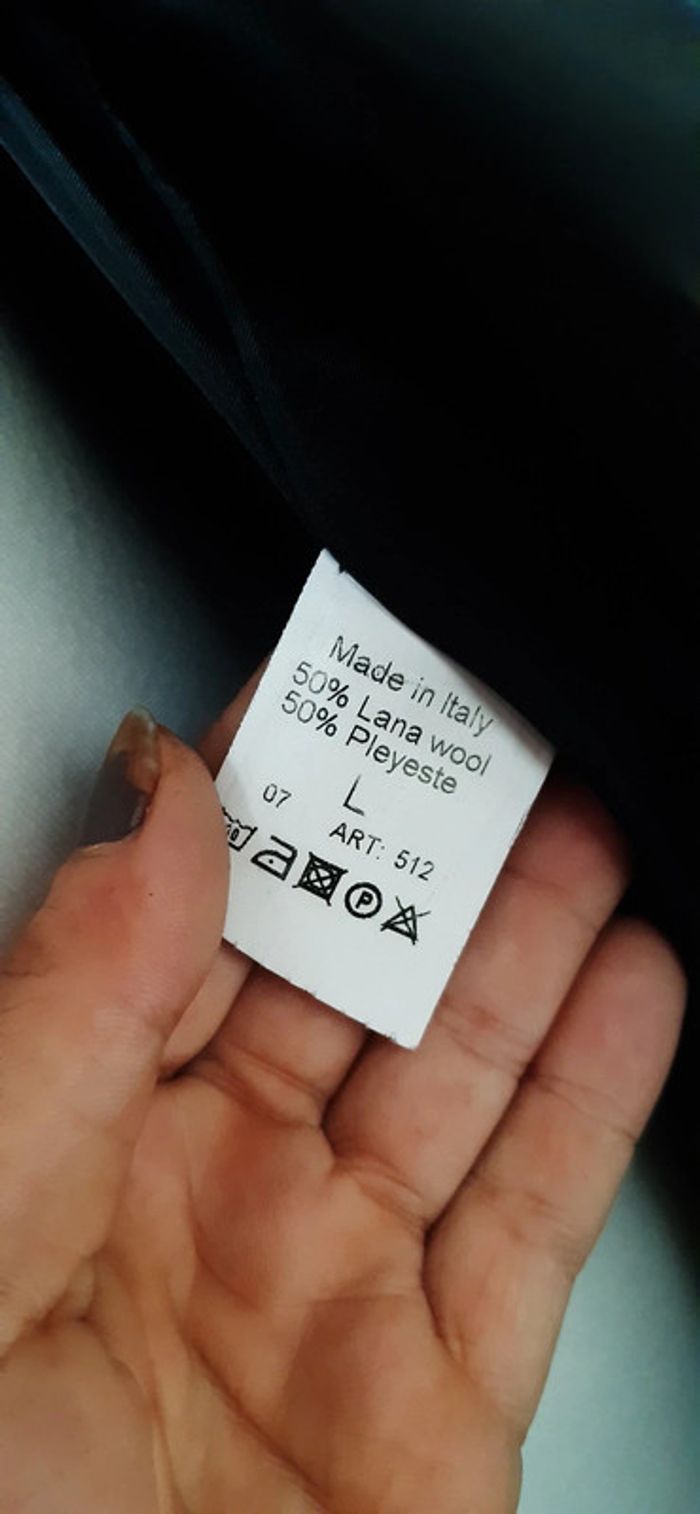 Made in Italy
50% Lana wool
50% Pleyeste
L
07 ART: 512
P